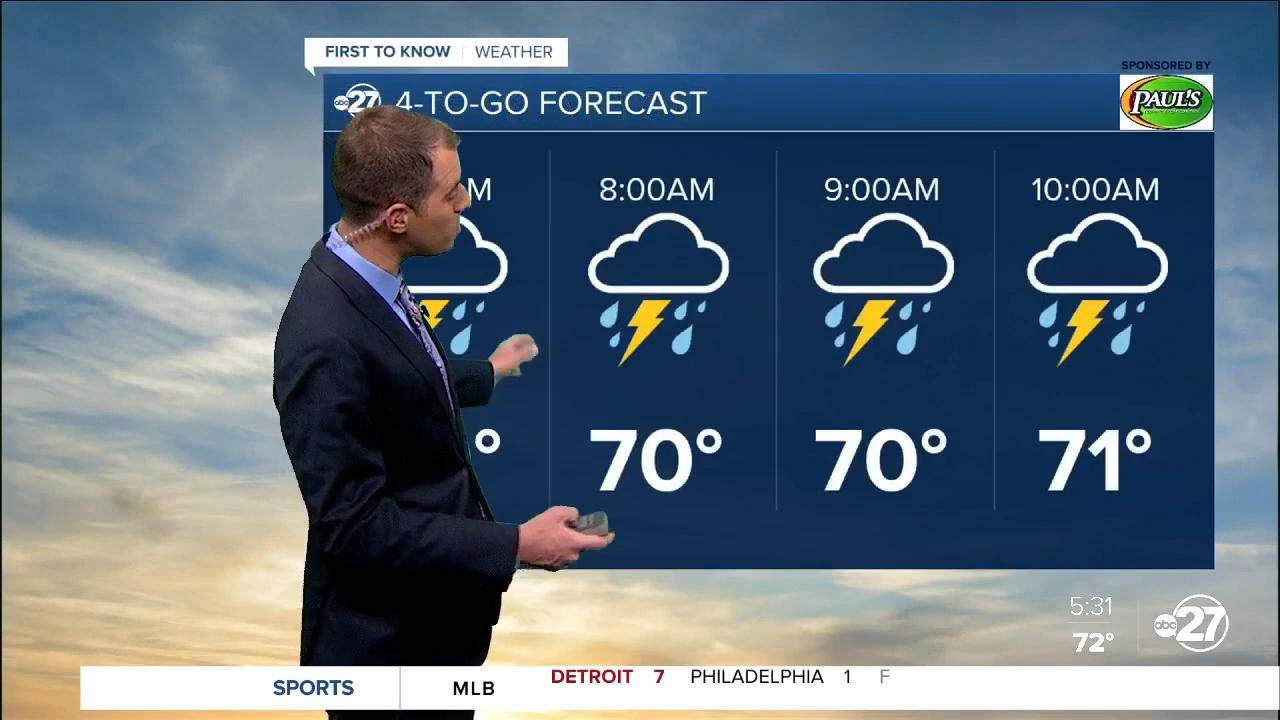 FIRST TO KNOW WEATHER
SPONSORED BY
PAUL'S
abc 27 4-TO-GO FORECAST
M 8:00AM 9:00AM 10:00AM
° 70° 70° 71°
5:31
72°
abc 27
SPORTS MLB DETROIT 7 PHILADELPHIA 1 F